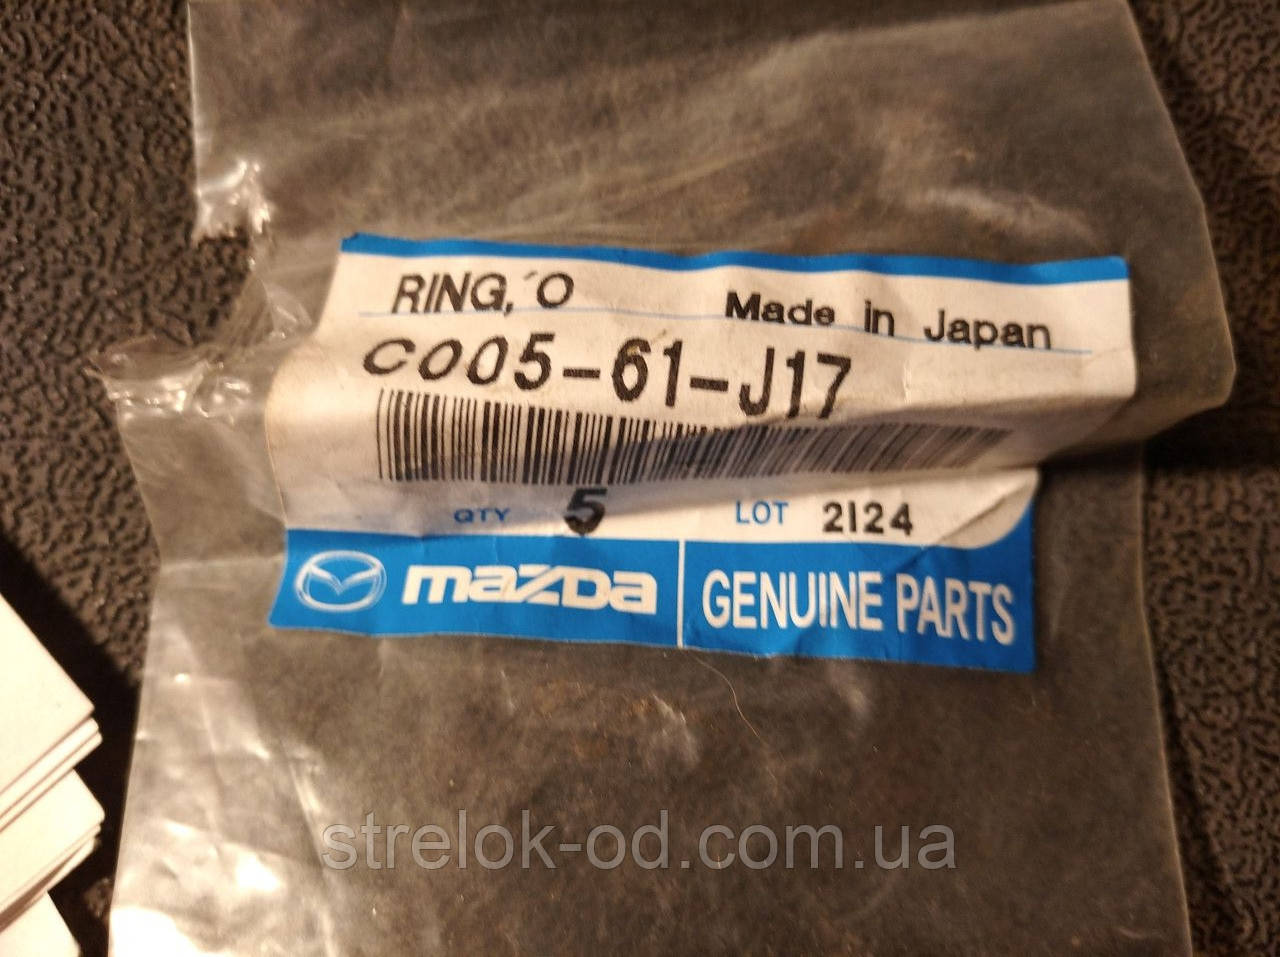 RING,'O
Made in Japan
C005-61-J17
QTY 5
LOT 2124
mazda
GENUINE PARTS
strelok-od.com.ua